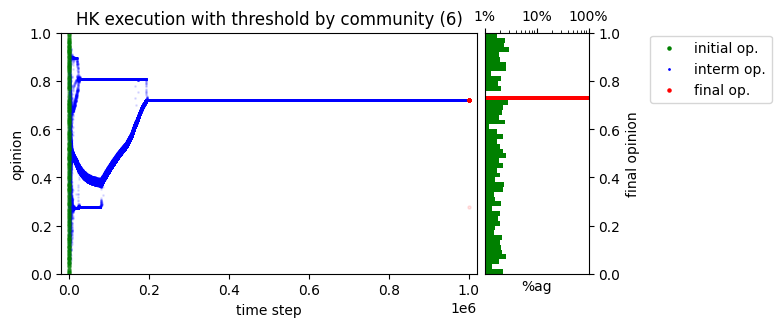 HK execution with threshold by community (6)
1% 10% 100%
initial op.
interm op.
final op.
1.0
0.8
0.6
0.4
0.2
0.0
opinion
0.0 0.2 0.4 0.6 0.8 1.0
1e6
time step
1.0
0.8
0.6
0.4
0.2
0.0
final opinion
%ag